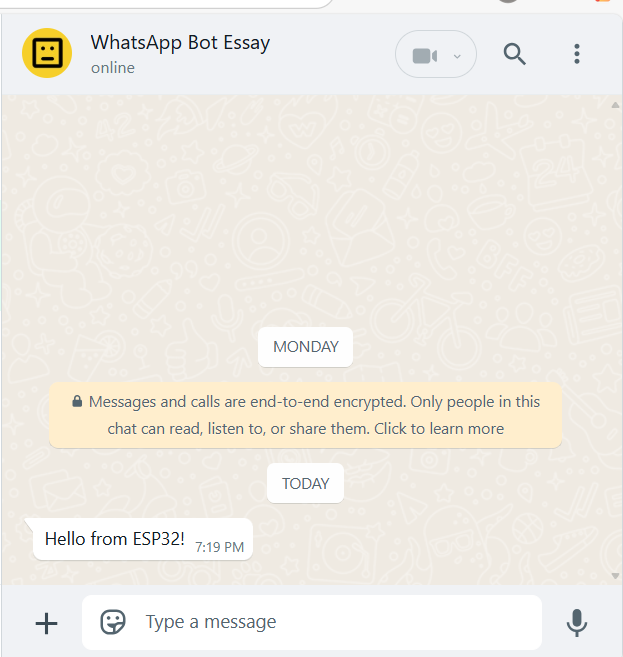 WhatsApp Bot Essay
online
MONDAY
Messages and calls are end-to-end encrypted. Only people in this
chat can read, listen to, or share them. Click to learn more
TODAY
Hello from ESP32! 7:19 PM
Type a message